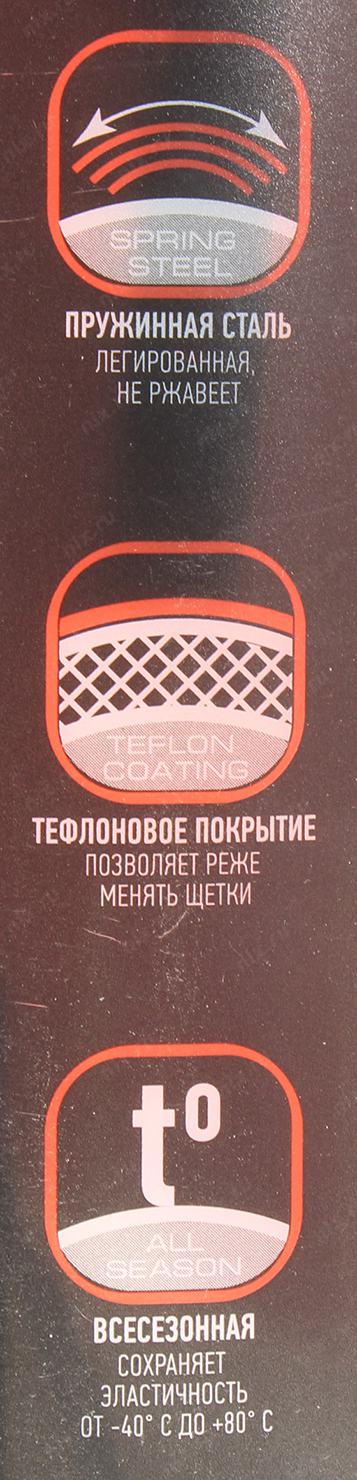 SPRING
STEEL
ПРУЖИННАЯ СТАЛЬ
ЛЕГИРОВАННАЯ,
НЕ РЖАВЕЕТ
TEFLON
COATING
ТЕФЛОНОВОЕ ПОКРЫТИЕ
ПОЗВОЛЯЕТ РЕЖЕ
МЕНЯТЬ ЩЕТКИ
t°
ALL
SEASON
ВСЕСЕЗОННАЯ
СОХРАНЯЕТ
ЭЛАСТИЧНОСТЬ
ОТ -40° С ДО +80° С